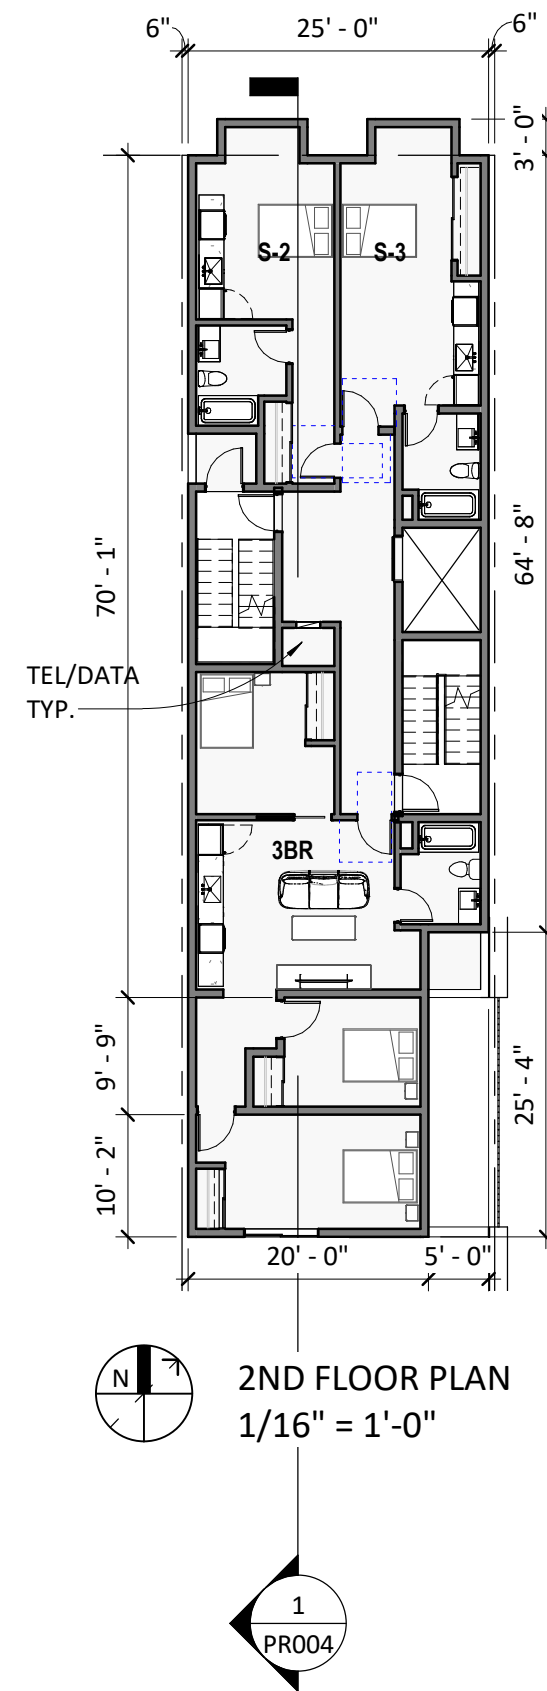 6"
25' - 0"
6"
3' - 0"
S-2
S-3
70' - 1"
64' - 8"
TEL/DATA
TYP.
3BR
9' - 9"
25' - 4"
10' - 2"
20' - 0"
5' - 0"
N
2ND FLOOR PLAN
1/16" = 1'-0"
1
PR004